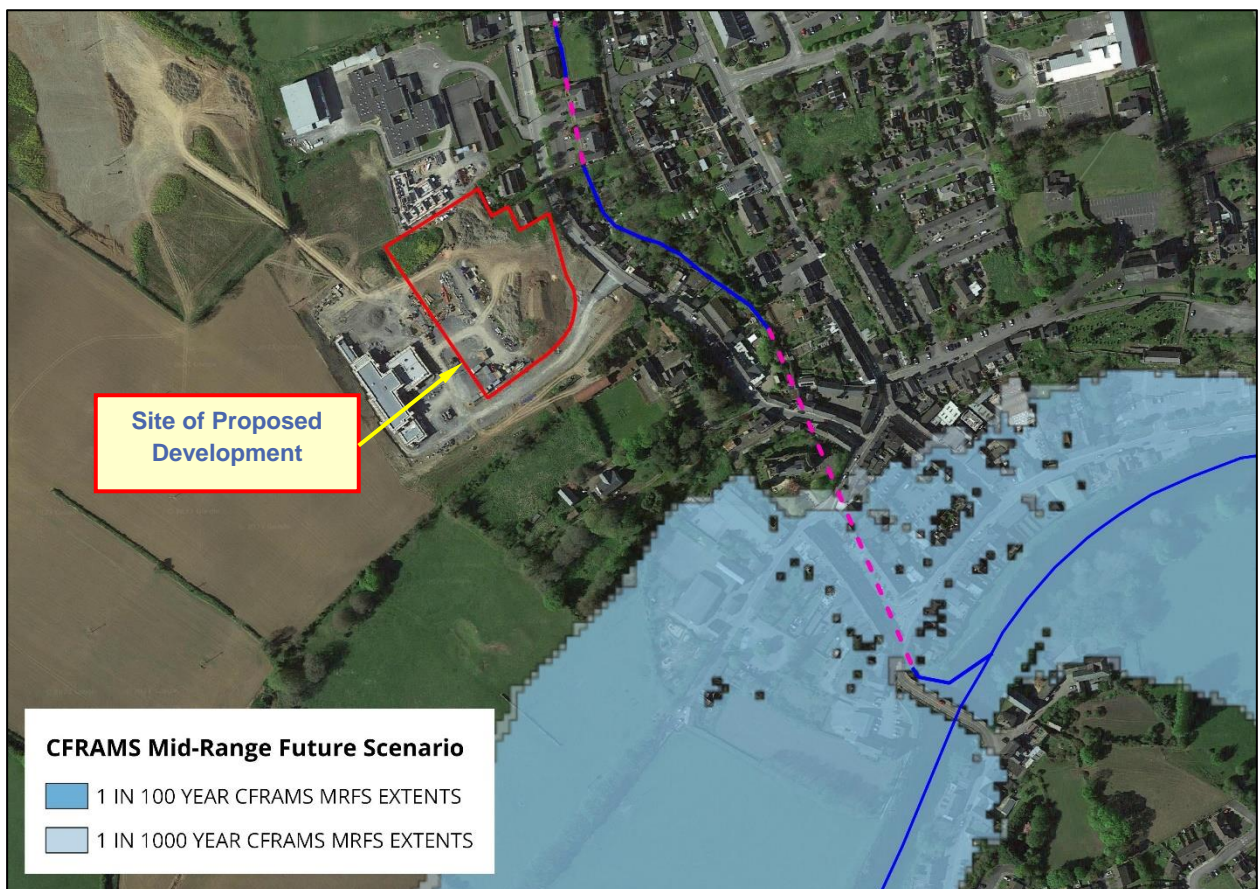 Site of Proposed
Development
CFRAMS Mid-Range Future Scenario
1 IN 100 YEAR CFRAMS MRFS EXTENTS
1 IN 1000 YEAR CFRAMS MRFS EXTENTS